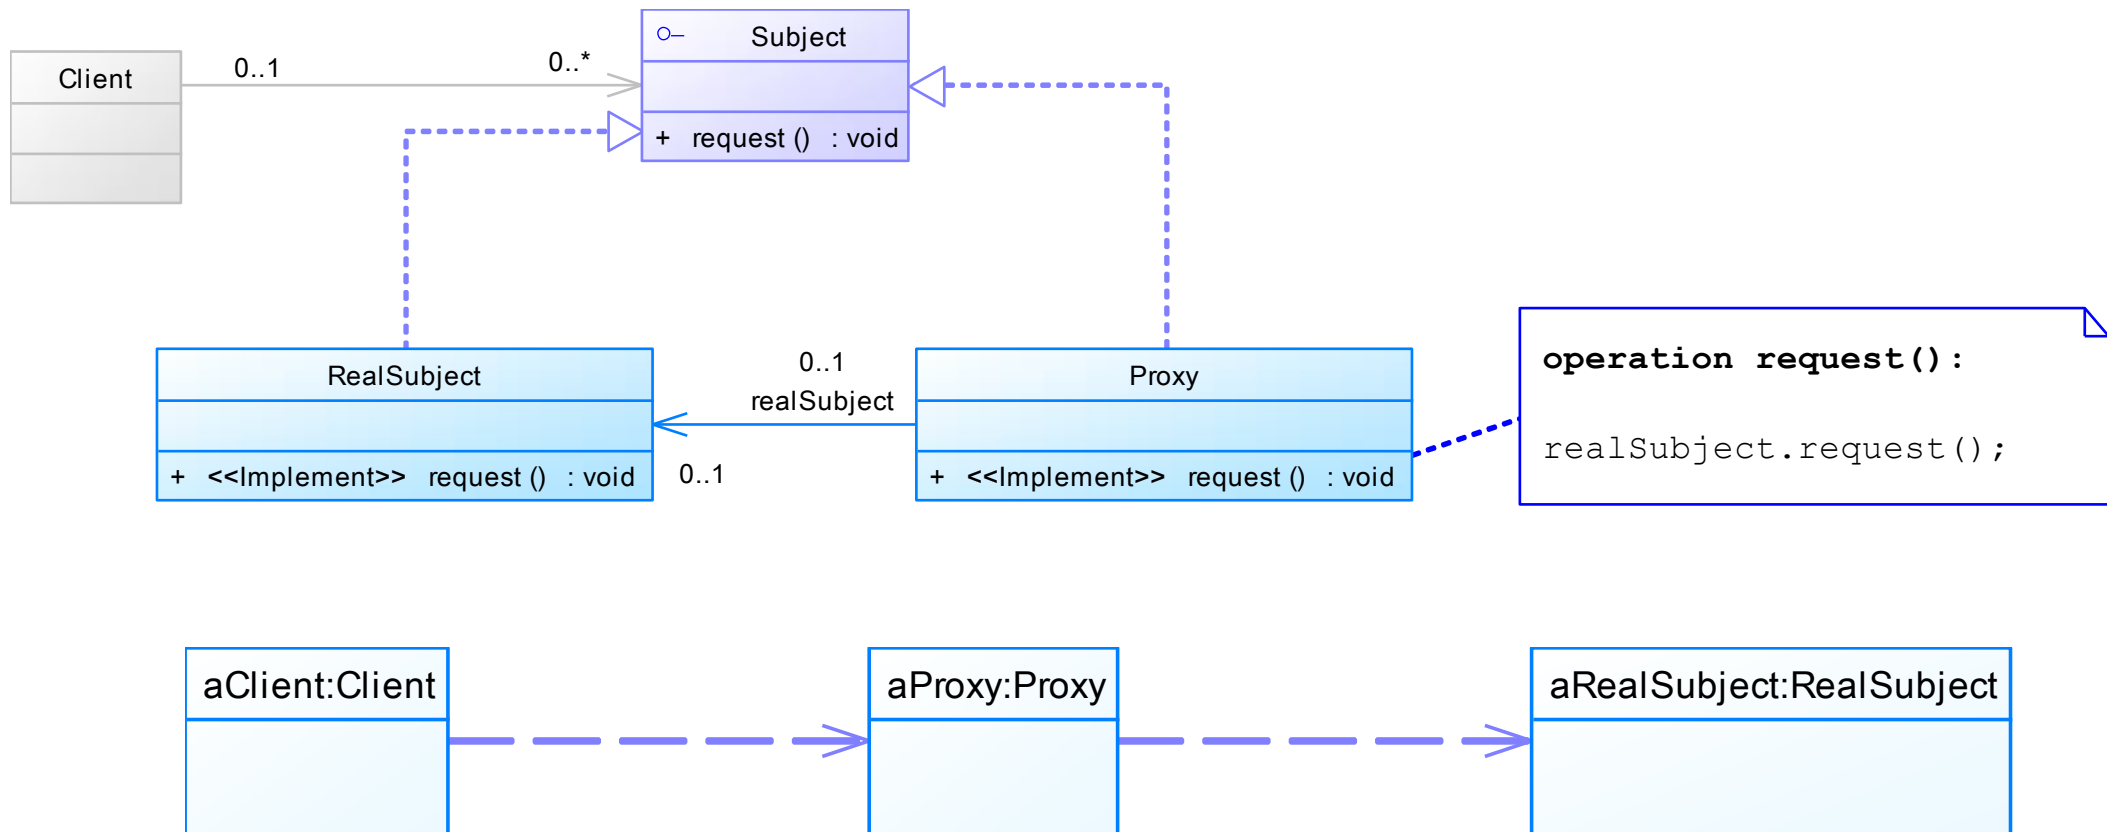 Subject
Client
0..1
0..*
+ request () : void
RealSubject
0..1
realSubject
Proxy
operation request():
realSubject.request();
+ <<Implement>> request () : void
0..1
+ <<Implement>> request () : void
aClient:Client
aProxy:Proxy
aRealSubject:RealSubject